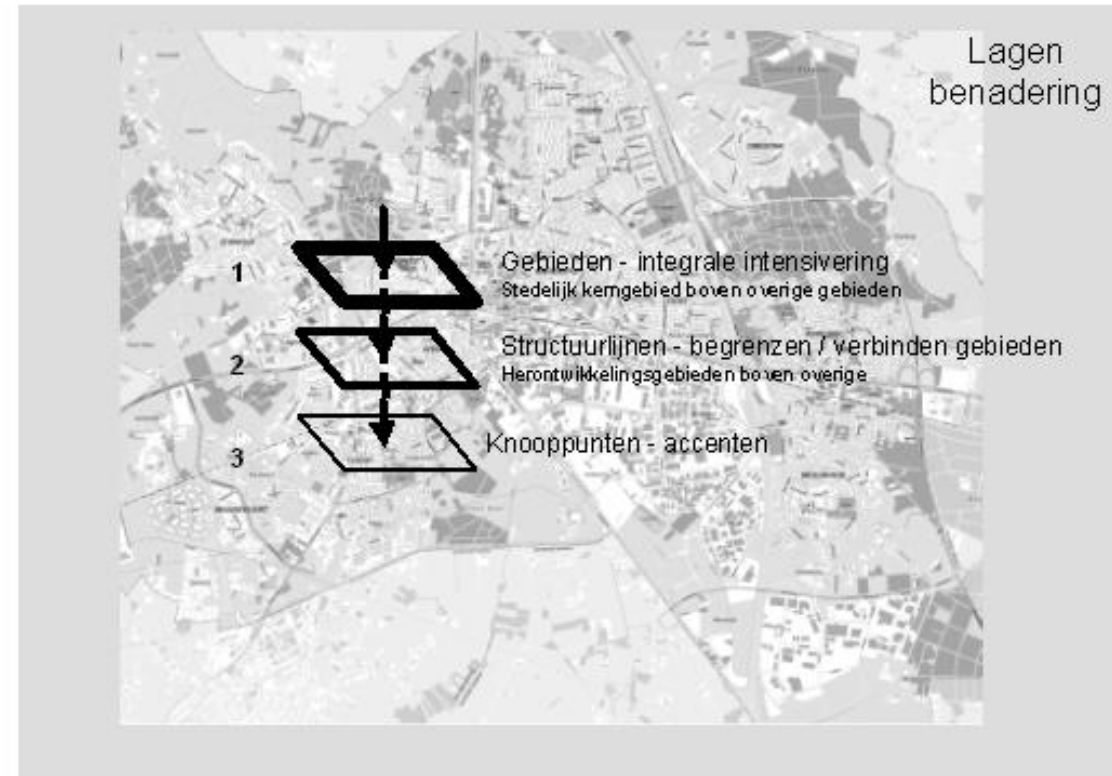 Lagen
benadering
1
Gebieden - integrale intensivering
Stedelijk kerngebied boven overige gebieden
2
Structuurlijnen - begrenzen / verbinden gebieden
Herontwikkelingsgebieden boven overige
3
Knooppunten - accenten